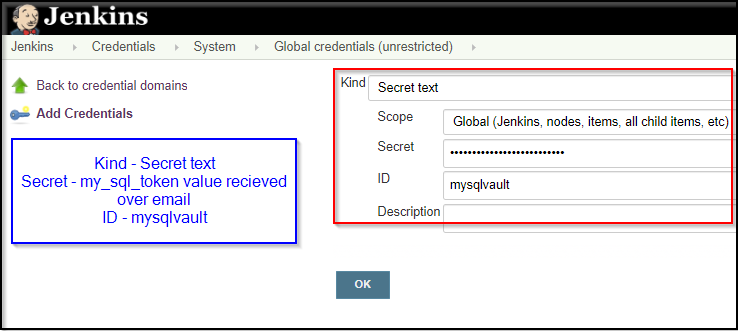 Jenkins
Jenkins Credentials System Global credentials (unrestricted)
Back to credential domains
Add Credentials
Kind - Secret text
Secret - my_sql_token value recieved
over email
ID - mysqlvault
Kind Secret text
Scope Global (Jenkins, nodes, items, all child items, etc)
Secret ••••••••••••••••••••••••••
ID mysqlvault
Description
OK